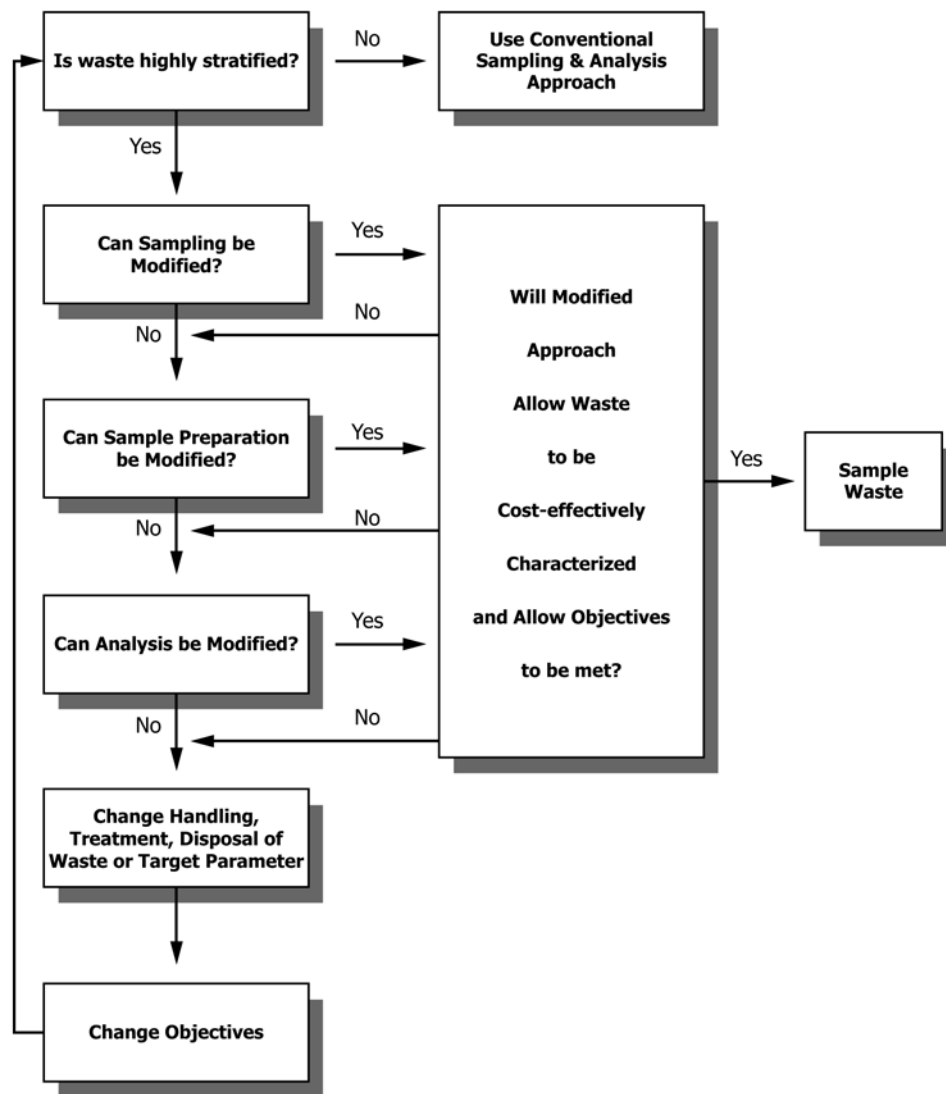 Is waste highly stratified?
No
Use Conventional
Sampling & Analysis
Approach
Yes
Can Sampling be
Modified?
Yes
No
No
Can Sample Preparation
be Modified?
Yes
No
No
Can Analysis be Modified?
Yes
No
No
Will Modified
Approach
Allow Waste
to be
Cost-effectively
Characterized
and Allow Objectives
to be met?
Yes
Sample
Waste
Change Handling,
Treatment, Disposal of
Waste or Target Parameter
Change Objectives